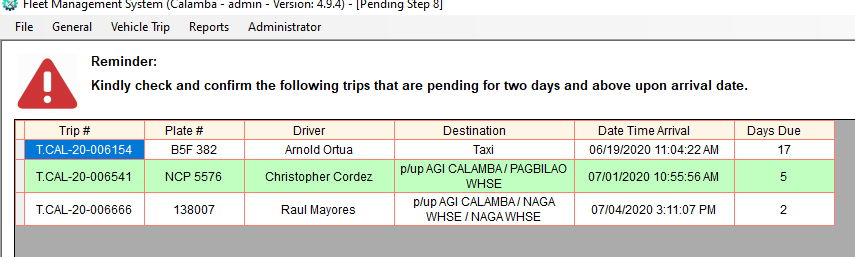 Fleet Management System (Calamba - admin - Version: 4.9.4) - [Pending Step 8]
File General Vehicle Trip Reports Administrator
Reminder:
Kindly check and confirm the following trips that are pending for two days and above upon arrival date.
Trip # Plate # Driver Destination Date Time Arrival Days Due
T.CAL-20-006154 B5F 382 Arnold Ortua Taxi 06/19/2020 11:04:22 AM 17
T.CAL-20-006541 NCP 5576 Christopher Cordez p/up AGI CALAMBA / PAGBILAO 07/01/2020 10:55:56 AM 5
WHSE
T.CAL-20-006666 138007 Raul Mayores p/up AGI CALAMBA / NAGA 07/04/2020 3:11:07 PM 2
WHSE / NAGA WHSE